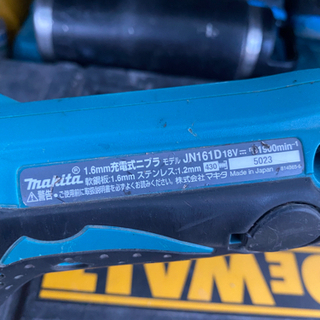 makita
1.6mm充電式ニブラ モデル JN161D 18V⎓ 1900min⁻¹
軟鋼板:1.6mm ステンレス:1.2mm 5023
ご使用前に取扱説明書を必ずお読みください。 株式会社 マキタ Made in Japan
DEWALT